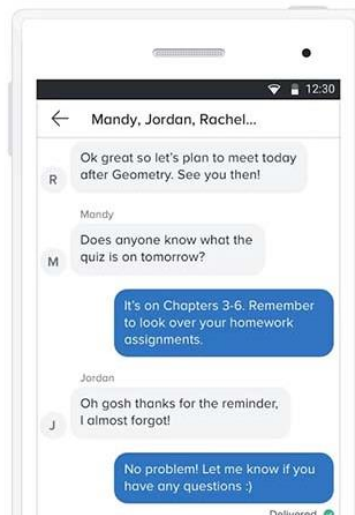 12:30
Mandy, Jordan, Rachel...
Ok great so let's plan to meet today
after Geometry. See you then!
R
Mandy
Does anyone know what the
quiz is on tomorrow?
M
It's on Chapters 3-6. Remember
to look over your homework
assignments.
Jordan
Oh gosh thanks for the reminder,
I almost forgot!
J
No problem! Let me know if you
have any questions :)
Delivered